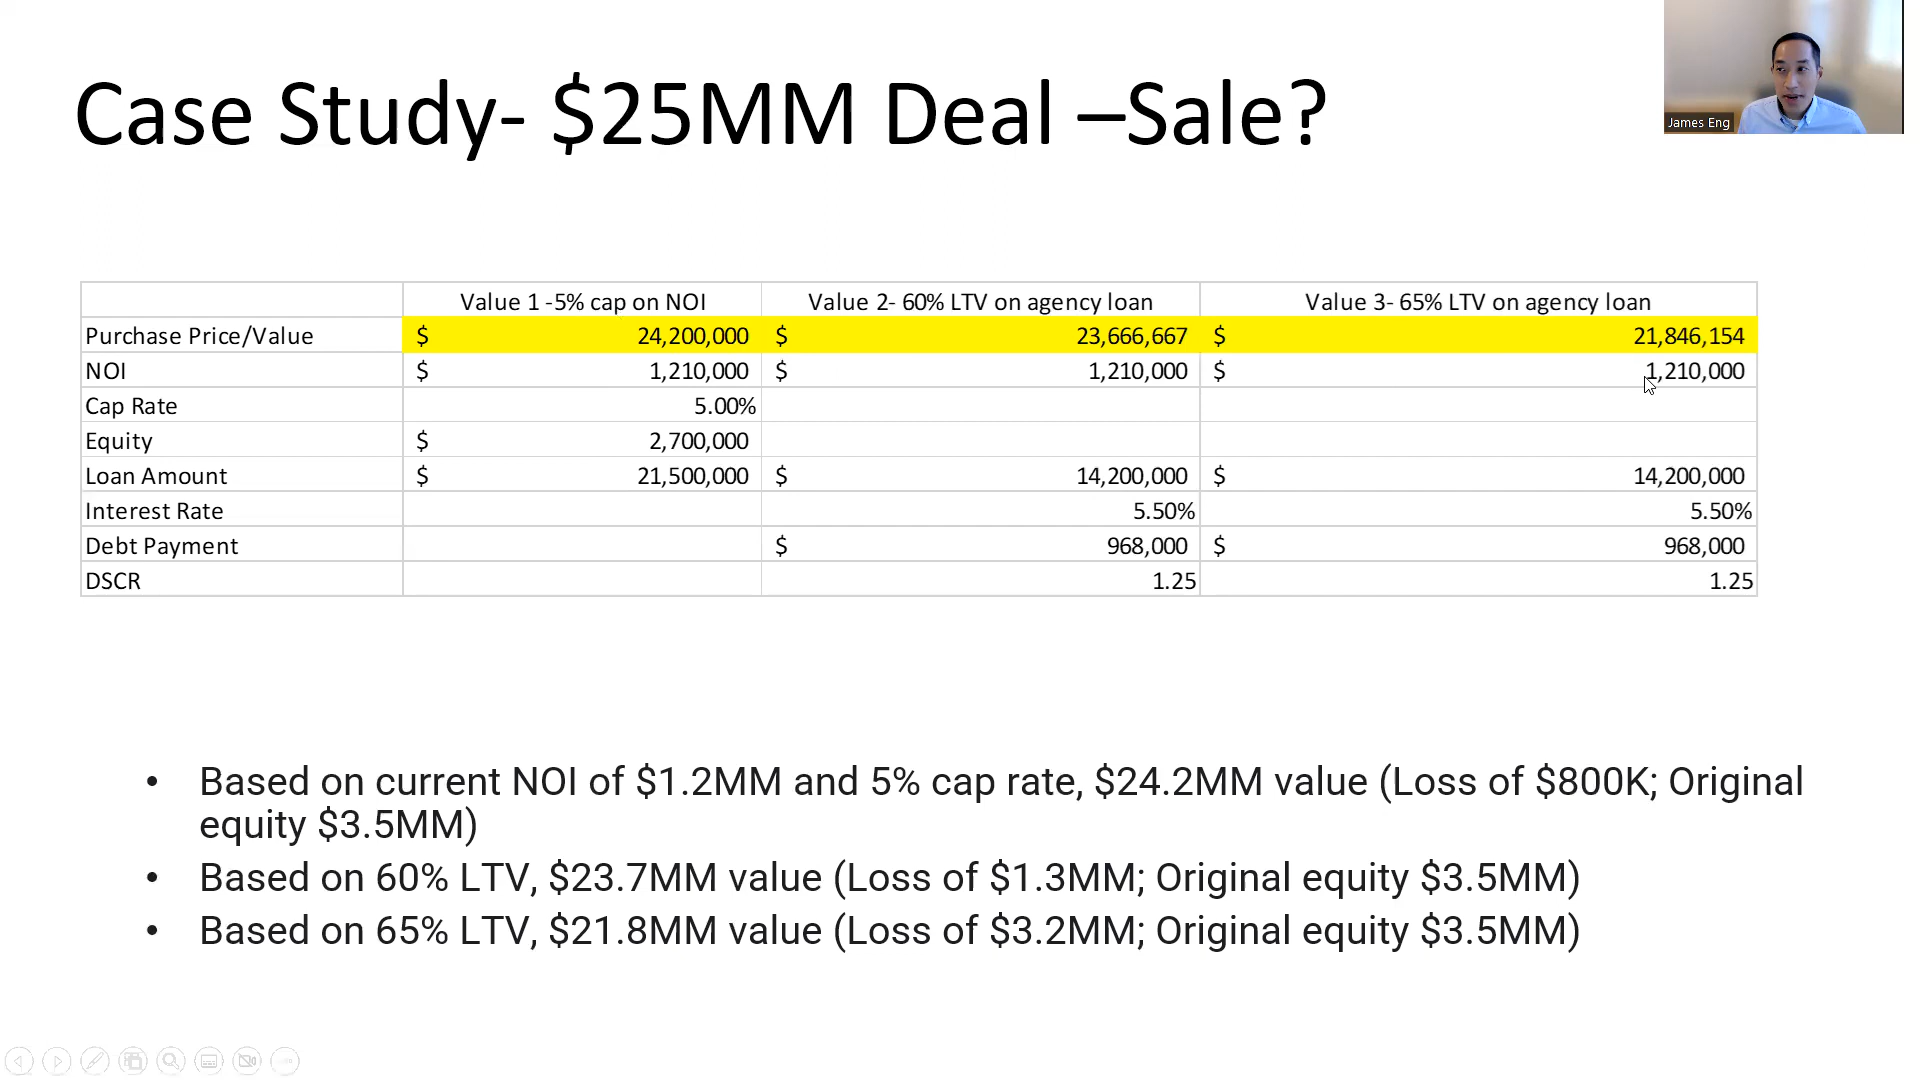 Case Study- $25MM Deal –Sale?
James Eng
Value 1 -5% cap on NOI Value 2- 60% LTV on agency loan Value 3- 65% LTV on agency loan
Purchase Price/Value $ 24,200,000 $ 23,666,667 $ 21,846,154
NOI $ 1,210,000 $ 1,210,000 $ 1,210,000
Cap Rate 5.00%
Equity $ 2,700,000
Loan Amount $ 21,500,000 $ 14,200,000 $ 14,200,000
Interest Rate 5.50% 5.50%
Debt Payment $ 968,000 $ 968,000
DSCR 1.25 1.25
• Based on current NOI of $1.2MM and 5% cap rate, $24.2MM value (Loss of $800K; Original
equity $3.5MM)
• Based on 60% LTV, $23.7MM value (Loss of $1.3MM; Original equity $3.5MM)
• Based on 65% LTV, $21.8MM value (Loss of $3.2MM; Original equity $3.5MM)